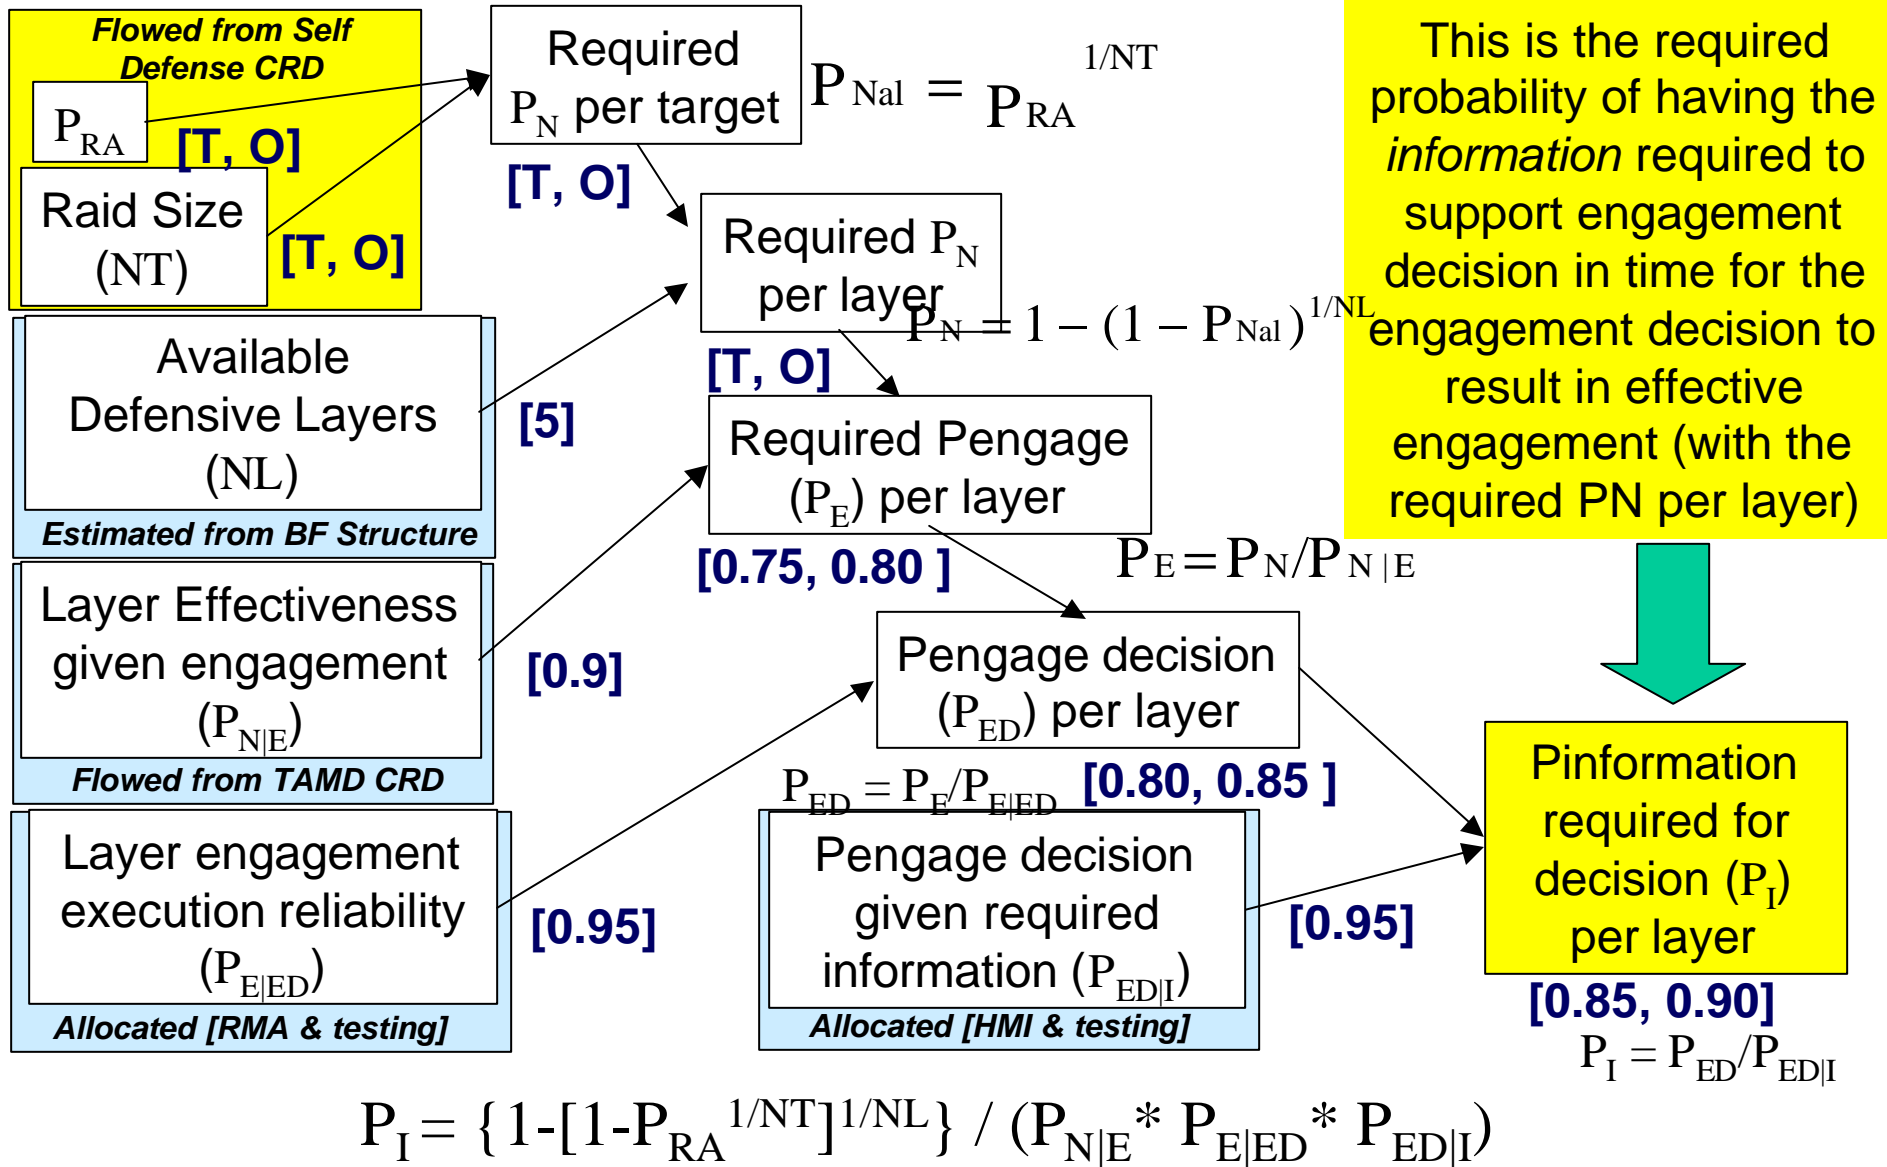 Flowed from Self
Defense CRD
P_RA
[T, O]
Raid Size
(NT)
[T, O]
Required
P_N per target
[T, O]
P_Nal = P_RA^1/NT
Required P_N
per layer
[T, O]
P_N = 1 – (1 – P_Nal)^1/NL
Available
Defensive Layers
(NL)
Estimated from BF Structure
[5]
Required Pengage
(P_E) per layer
[0.75, 0.80 ]
P_E = P_N/P_N|E
Layer Effectiveness
given engagement
(P_N|E)
Flowed from TAMD CRD
[0.9]
Pengage decision
(P_ED) per layer
P_ED = P_E/P_E|ED
[0.80, 0.85 ]
Layer engagement
execution reliability
(P_E|ED)
Allocated [RMA & testing]
[0.95]
Pengage decision
given required
information (P_ED|I)
Allocated [HMI & testing]
[0.95]
This is the required
probability of having the
information required to
support engagement
decision in time for the
engagement decision to
result in effective
engagement (with the
required PN per layer)
Pinformation
required for
decision (P_I)
per layer
[0.85, 0.90]
P_I = P_ED/P_ED|I
P_I = {1-[1-P_RA^1/NT]^1/NL} / (P_N|E* P_E|ED* P_ED|I)